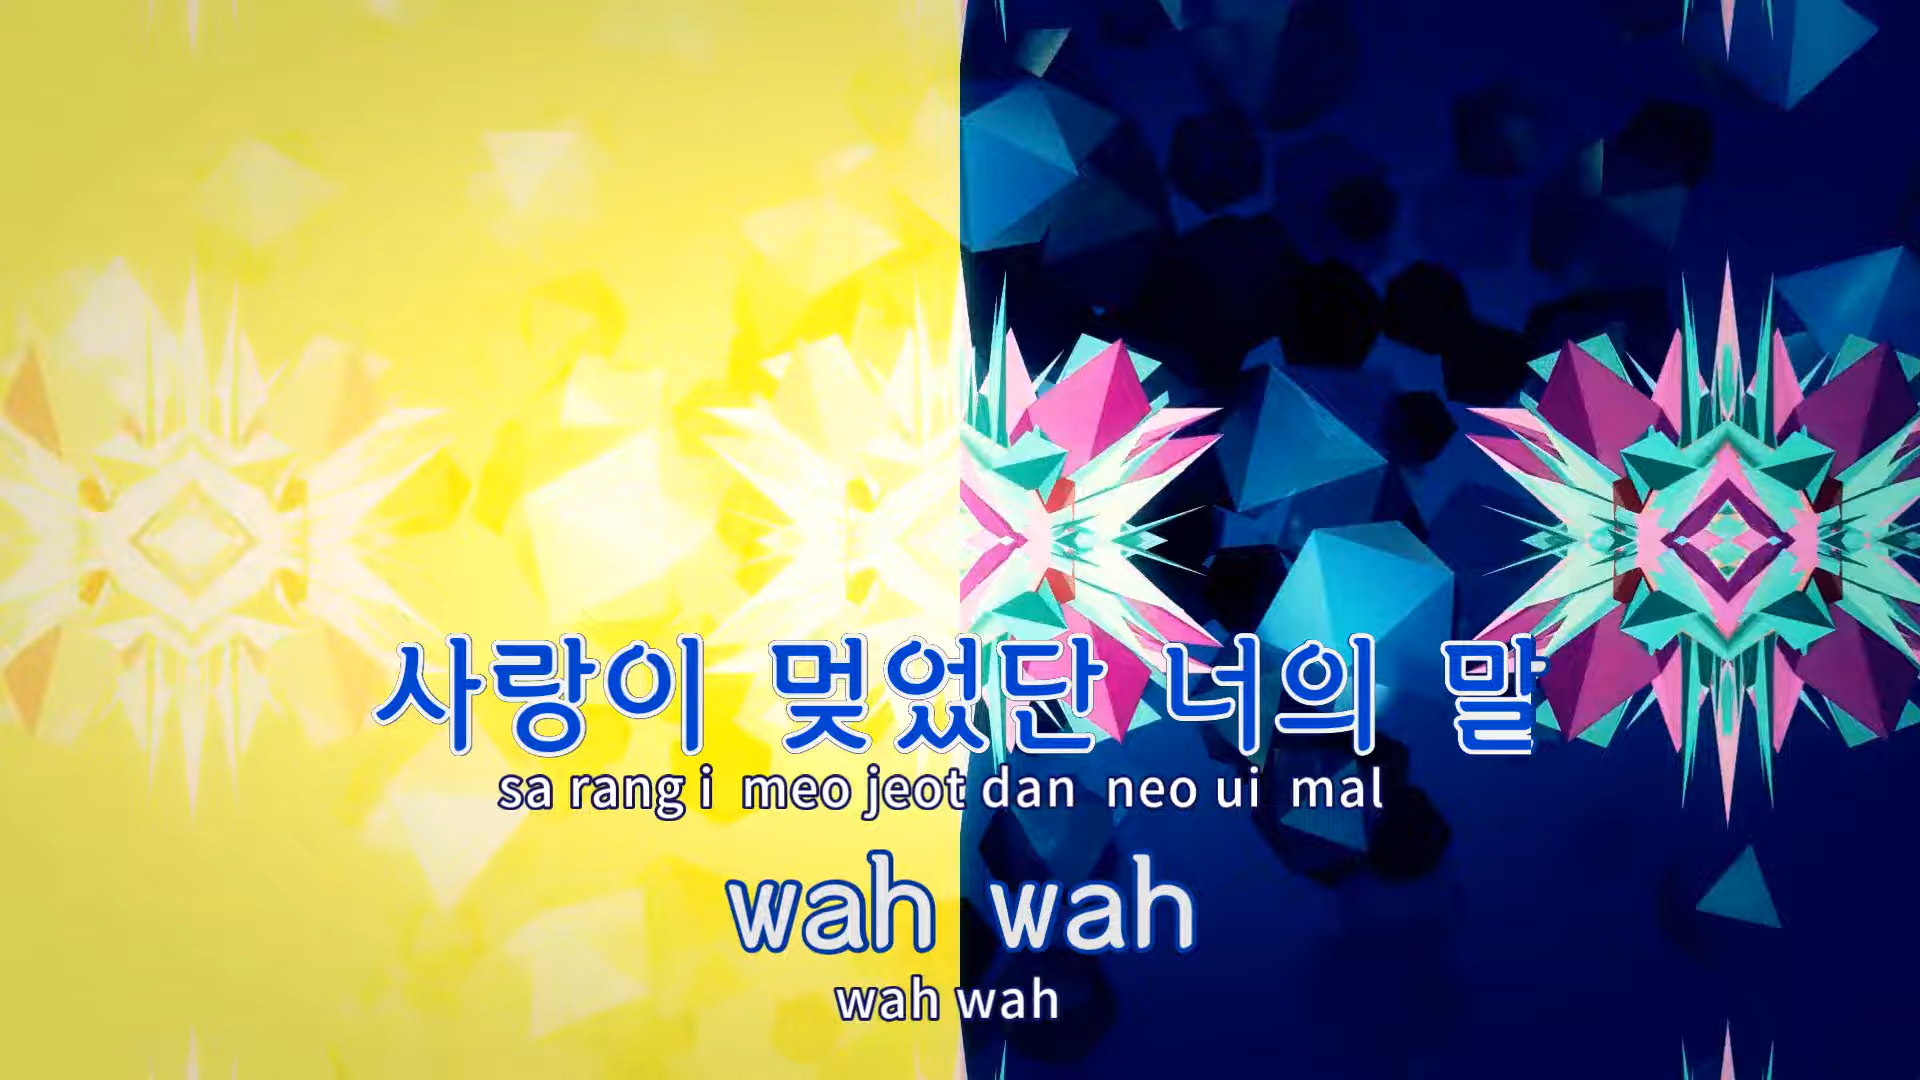 사랑이 멎었단 너의 말
sa rang i meo jeot dan neo ui mal
wah wah
wah wah